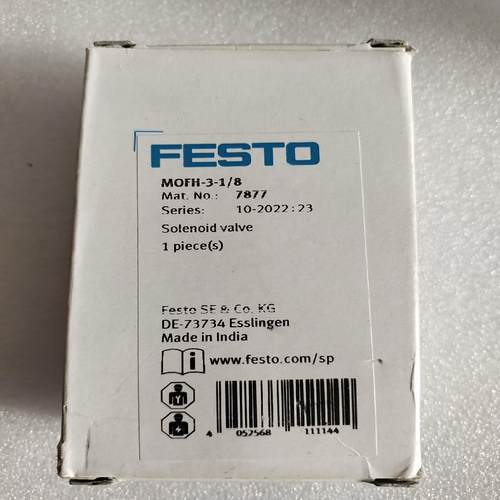 FESTO
MOFH-3-1/8
Mat. No.: 7877
Series: 10-2022:23
Solenoid valve
1 piece(s)
Festo SE & Co. KG
DE-73734 Esslingen
Made in India
www.festo.com/sp
4 052568 111144